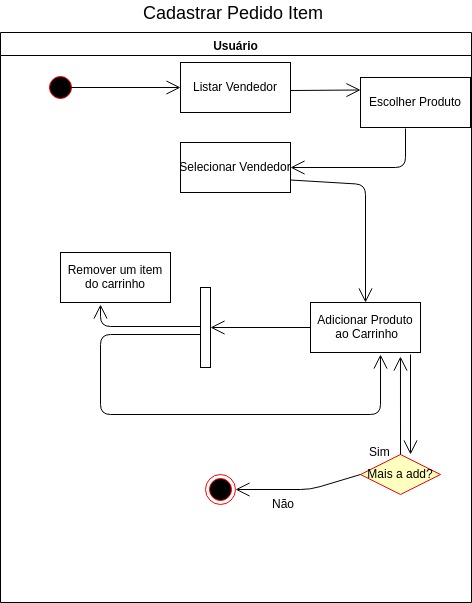 Cadastrar Pedido Item
Usuário
Listar Vendedor
Escolher Produto
Selecionar Vendedor
Remover um item
do carrinho
Adicionar Produto
ao Carrinho
Sim
Mais a add?
Não